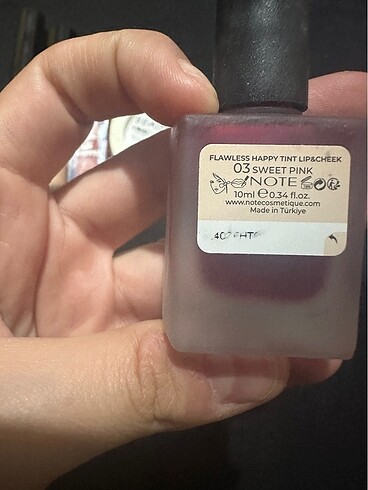 FLAWLESS HAPPY TINT LIP&CHEEK
03 SWEET PINK
NOTE
10ml ℮ 0.34 fl.oz.
www.notecosmetique.com
Made in Türkiye